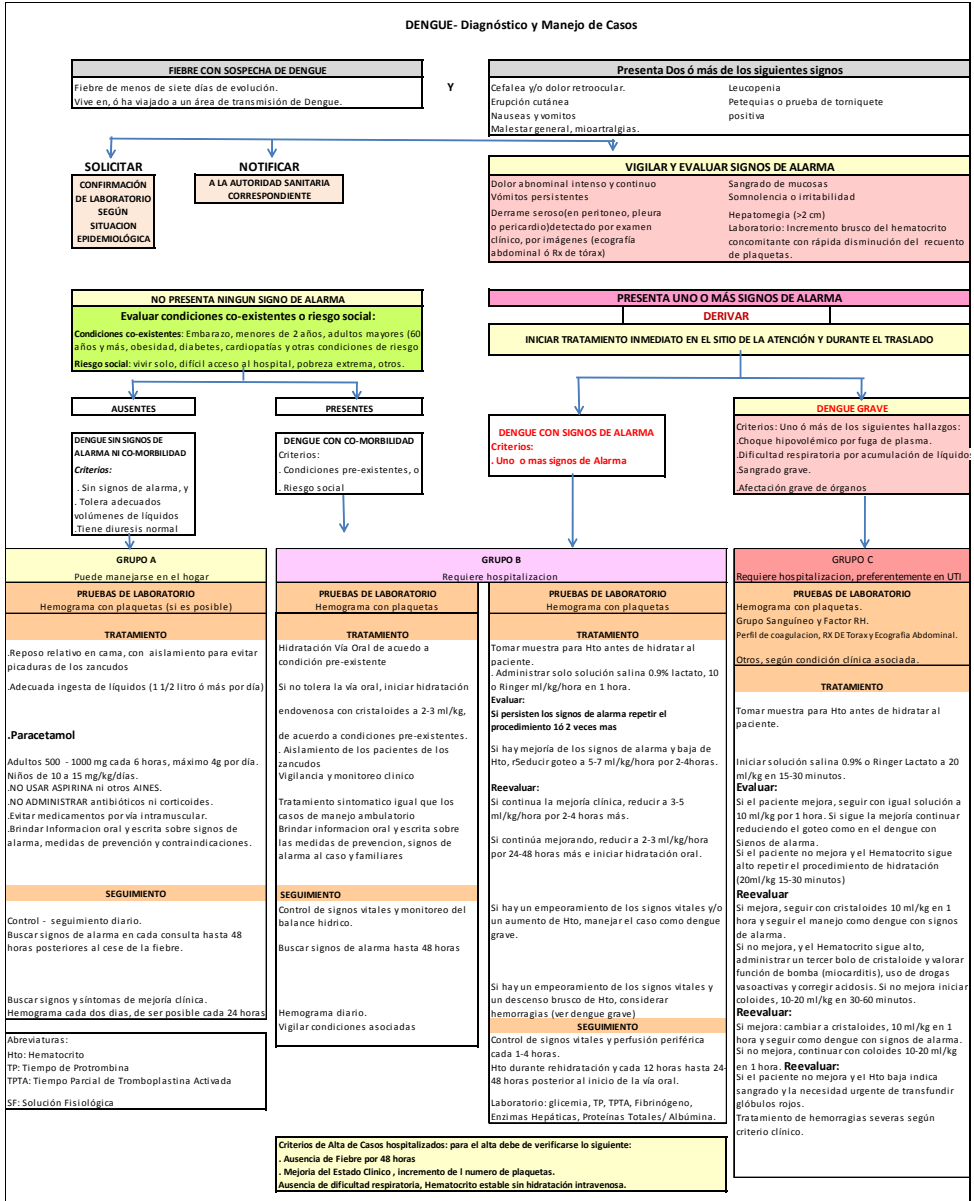 DENGUE- Diagnóstico y Manejo de Casos
FIEBRE CON SOSPECHA DE DENGUE
Fiebre de menos de siete días de evolución.
Vive en, ó ha viajado a un área de transmisión de Dengue.
Y
Presenta Dos ó más de los siguientes signos
Cefalea y/o dolor retroocular.
Erupción cutánea
Nauseas y vomitos
Malestar general, mioartralgias.
Leucopenia
Petequias o prueba de torniquete
positiva
SOLICITAR
CONFIRMACIÓN
DE LABORATORIO
SEGÚN
SITUACION
EPIDEMIOLÓGICA
NOTIFICAR
A LA AUTORIDAD SANITARIA
CORRESPONDIENTE
VIGILAR Y EVALUAR SIGNOS DE ALARMA
Dolor abnominal intenso y continuo
Vómitos persistentes
Derrame seroso(en peritoneo, pleura
o pericardio)detectado por examen
clínico, por imágenes (ecografía
abdominal ó Rx de tórax)
Sangrado de mucosas
Somnolencia o irritabilidad
Hepatomegia (>2 cm)
Laboratorio: Incremento brusco del hematocrito
concomitante con rápida disminución del recuento
de plaquetas.
NO PRESENTA NINGUN SIGNO DE ALARMA
Evaluar condiciones co-existentes o riesgo social:
Condiciones co-existentes: Embarazo, menores de 2 años, adultos mayores (60
años y más, obesidad, diabetes, cardiopatías y otras condiciones de riesgo
Riesgo social: vivir solo, difícil acceso al hospital, pobreza extrema, otros.
PRESENTA UNO O MÁS SIGNOS DE ALARMA
DERIVAR
INICIAR TRATAMIENTO INMEDIATO EN EL SITIO DE LA ATENCIÓN Y DURANTE EL TRASLADO
AUSENTES
DENGUE SIN SIGNOS DE
ALARMA NI CO-MORBILIDAD
Criterios:
. Sin signos de alarma, y
. Tolera adecuados
volúmenes de líquidos
.Tiene diuresis normal
PRESENTES
DENGUE CON CO-MORBILIDAD
Criterios:
. Condiciones pre-existentes, o
. Riesgo social
DENGUE CON SIGNOS DE ALARMA
Criterios:
. Uno o mas signos de Alarma
DENGUE GRAVE
Criterios: Uno ó más de los siguientes hallazgos:
.Choque hipovolémico por fuga de plasma.
.Dificultad respiratoria por acumulación de líquidos
.Sangrado grave.
.Afectación grave de órganos
GRUPO A
Puede manejarse en el hogar
PRUEBAS DE LABORATORIO
Hemograma con plaquetas (si es posible)
TRATAMIENTO
.Reposo relativo en cama, con aislamiento para evitar
picaduras de los zancudos
.Adecuada ingesta de líquidos (1 1/2 litro ó más por día)
.Paracetamol
Adultos 500 - 1000 mg cada 6 horas, máximo 4g por día.
Niños de 10 a 15 mg/kg/días.
.NO USAR ASPIRINA ni otros AINES.
.NO ADMINISTRAR antibióticos ni corticoides.
.Evitar medicamentos por vía intramuscular.
.Brindar Informacion oral y escrita sobre signos de
alarma, medidas de prevención y contraindicaciones.
SEGUIMIENTO
Control - seguimiento diario.
Buscar signos de alarma en cada consulta hasta 48
horas posteriores al cese de la fiebre.
Buscar signos y síntomas de mejoría clínica.
Hemograma cada dos dias, de ser posible cada 24 horas
Abreviaturas:
Hto: Hematocrito
TP: Tiempo de Protrombina
TPTA: Tiempo Parcial de Tromboplastina Activada
SF: Solución Fisiológica
GRUPO B
Requiere hospitalizacion
PRUEBAS DE LABORATORIO
Hemograma con plaquetas
TRATAMIENTO
Hidratación Vía Oral de acuedo a
condición pre-existente
Si no tolera la vía oral, iniciar hidratación
endovenosa con cristaloides a 2-3 ml/kg,
de acuerdo a condiciones pre-existentes.
. Aislamiento de los pacientes de los
zancudos
Vigilancia y monitoreo clinico
Tratamiento sintomatico igual que los
casos de manejo ambulatorio
Brindar informacion oral y escrita sobre
las medidas de prevencion, signos de
alarma al caso y familiares
SEGUIMIENTO
Control de signos vitales y monitoreo del
balance hidrico.
Buscar signos de alarma hasta 48 horas
Hemograma diario.
Vigilar condiciones asociadas
PRUEBAS DE LABORATORIO
Hemograma con plaquetas
TRATAMIENTO
Tomar muestra para Hto antes de hidratar al
paciente.
. Administrar solo solución salina 0.9% lactato, 10
o Ringer ml/kg/hora en 1 hora.
Evaluar:
Si persisten los signos de alarma repetir el
procedimiento 1ó 2 veces mas
Si hay mejoría de los signos de alarma y baja de
Hto, r5educir goteo a 5-7 ml/kg/hora por 2-4horas.
Reevaluar:
Si continua la mejoría clínica, reducir a 3-5
ml/kg/hora por 2-4 horas más.
Si continúa mejorando, reducir a 2-3 ml/kg/hora
por 24-48 horas más e iniciar hidratación oral.
Si hay un empeoramiento de los signos vitales y/o
un aumento de Hto, manejar el caso como dengue
grave.
Si hay un empeoramiento de los signos vitales y
un descenso brusco de Hto, considerar
hemorragias (ver dengue grave)
SEGUIMIENTO
Control de signos vitales y perfusión periférica
cada 1-4 horas.
Hto durante rehidratación y cada 12 horas hasta 24-
48 horas posterior al inicio de la vía oral.
Laboratorio: glicemia, TP, TPTA, Fibrinógeno,
Enzimas Hepáticas, Proteínas Totales/ Albúmina.
GRUPO C
Requiere hospitalizacion, preferentemente en UTI
PRUEBAS DE LABORATORIO
Hemograma con plaquetas.
Grupo Sanguíneo y Factor RH.
Perfil de coagulacion, RX DE Torax y Ecografia Abdominal.
Otros, según condición clínica asociada.
TRATAMIENTO
Tomar muestra para Hto antes de hidratar al
paciente.
Iniciar solución salina 0.9% o Ringer Lactato a 20
ml/kg en 15-30 minutos.
Evaluar:
Si el paciente mejora, seguir con igual solución a
10 ml/kg por 1 hora. Si sigue la mejoría continuar
reduciendo el goteo como en el dengue con
Signos de alarma.
Si el paciente no mejora y el Hematocrito sigue
alto repetir el procedimiento de hidratación
(20ml/kg 15-30 minutos)
Reevaluar
Si mejora, seguir con cristaloides 10 ml/kg en 1
hora y seguir el manejo como dengue con signos
de alarma.
Si no mejora, y el Hematocrito sigue alto,
administrar un tercer bolo de cristaloide y valorar
función de bomba (miocarditis), uso de drogas
vasoactivas y corregir acidosis. Si no mejora iniciar
coloides, 10-20 ml/kg en 30-60 minutos.
Reevaluar:
Si mejora: cambiar a cristaloides, 10 ml/kg en 1
hora y seguir como dengue con signos de alarma.
Si no mejora, continuar con coloides 10-20 ml/kg
en 1 hora. Reevaluar:
Si el paciente no mejora y el Hto baja indica
sangrado y la necesidad urgente de transfundir
glóbulos rojos.
Tratamiento de hemorragias severas según
criterio clínico.
Criterios de Alta de Casos hospitalizados: para el alta debe de verificarse lo siguiente:
. Ausencia de Fiebre por 48 horas
. Mejoria del Estado Clinico , incremento de l numero de plaquetas.
Ausencia de dificultad respiratoria, Hematocrito estable sin hidratación intravenosa.